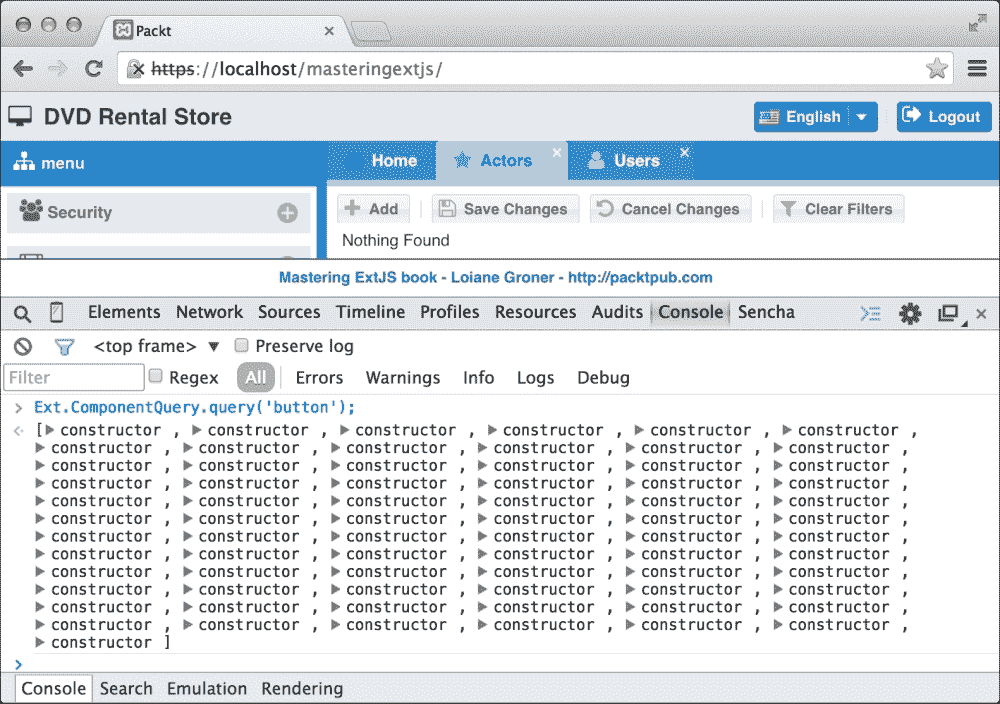 Packt
https://localhost/masteringextjs/
DVD Rental Store English Logout
menu Home Actors Users
Security Add Save Changes Cancel Changes Clear Filters
Nothing Found
Mastering ExtJS book - Loiane Groner - http://packtpub.com
Elements Network Sources Timeline Profiles Resources Audits Console Sencha
<top frame> Preserve log
Filter Regex All Errors Warnings Info Logs Debug
Ext.ComponentQuery.query('button');
[constructor , constructor , constructor , constructor , constructor , constructor ,
constructor , constructor , constructor , constructor , constructor , constructor ,
constructor , constructor , constructor , constructor , constructor , constructor ,
constructor , constructor , constructor , constructor , constructor , constructor ,
constructor , constructor , constructor , constructor , constructor , constructor ,
constructor , constructor , constructor , constructor , constructor , constructor ,
constructor , constructor , constructor , constructor , constructor , constructor ,
constructor , constructor , constructor , constructor , constructor , constructor ,
constructor , constructor , constructor , constructor , constructor , constructor ,
constructor , constructor , constructor , constructor , constructor , constructor ,
constructor , constructor , constructor , constructor , constructor , constructor ,
constructor , constructor , constructor , constructor , constructor , constructor ,
constructor ]
Console Search Emulation Rendering